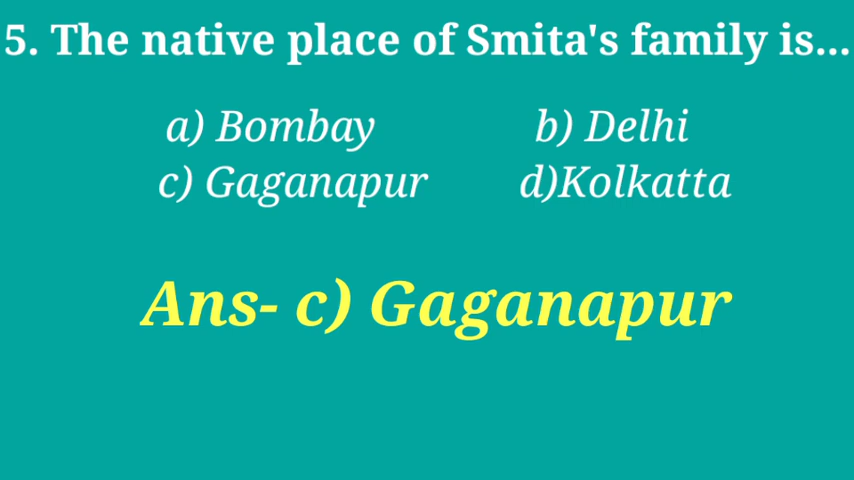 5. The native place of Smita's family is...
a) Bombay b) Delhi
c) Gaganapur d)Kolkatta
Ans- c) Gaganapur